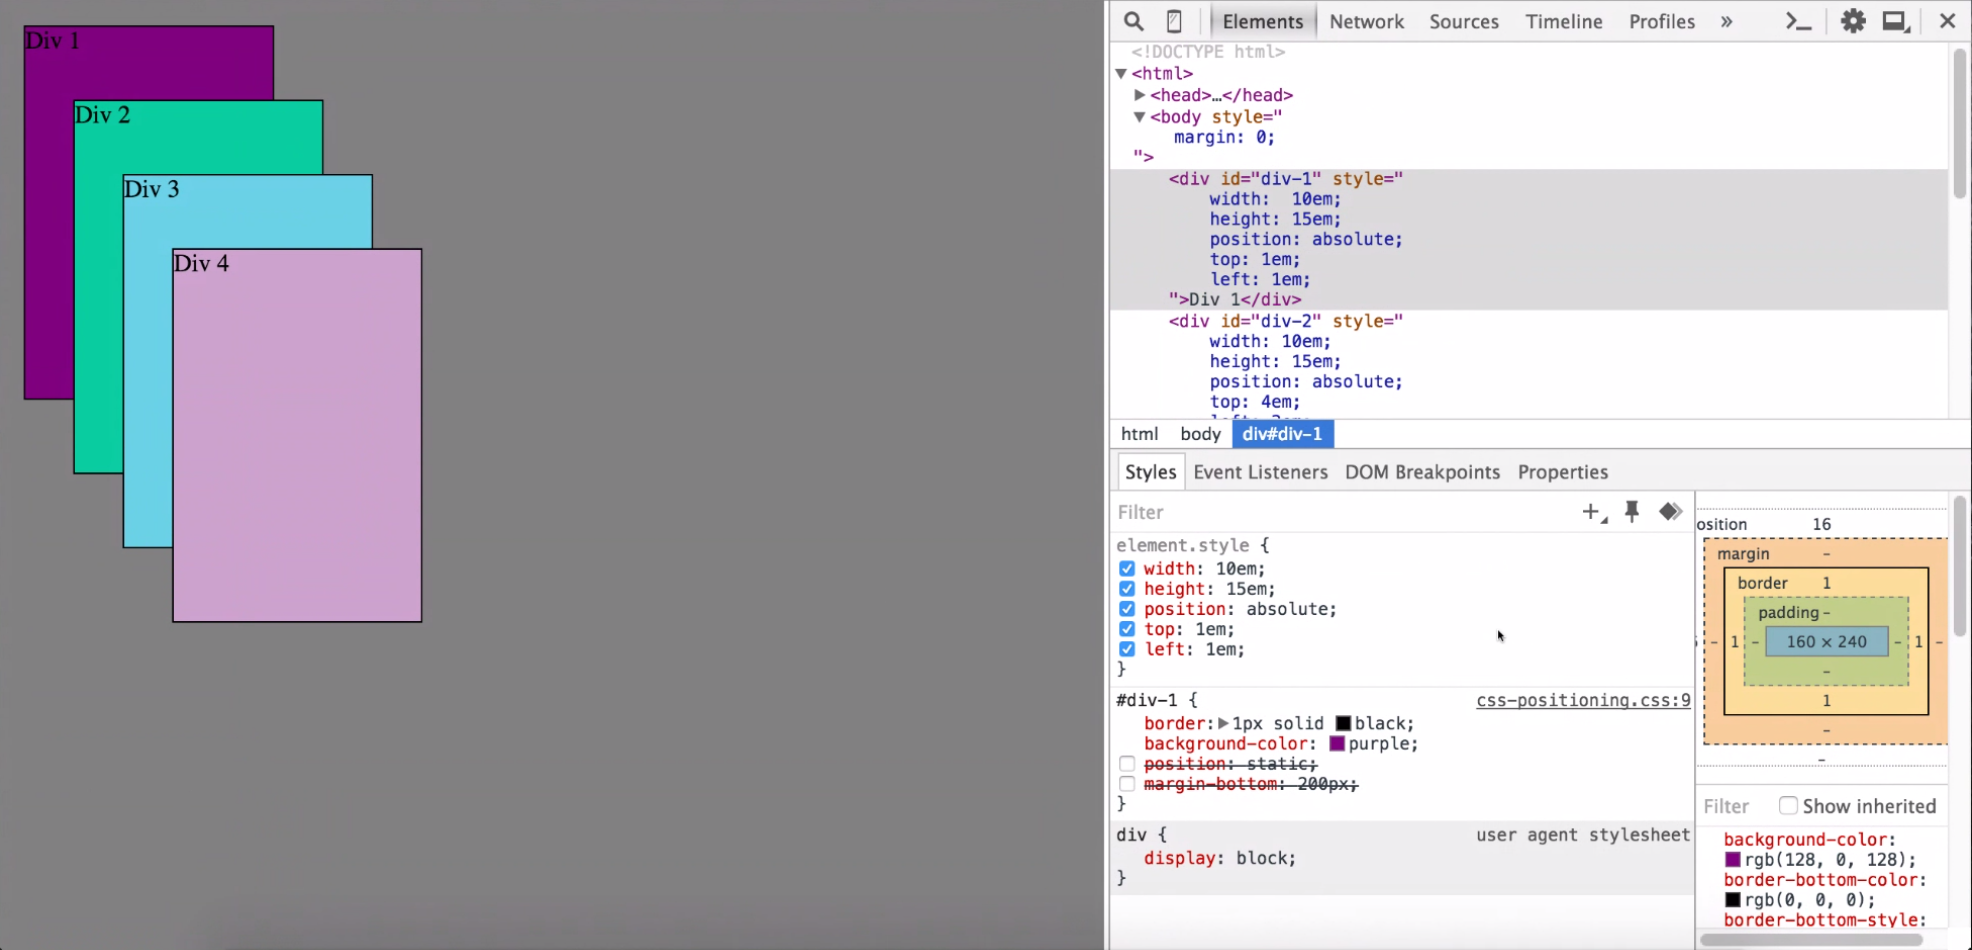 Div 1
Div 2
Div 3
Div 4
Elements Network Sources Timeline Profiles »
<!DOCTYPE html>
▼<html>
▶<head>…</head>
▼<body style="
margin: 0;
">
<div id="div-1" style="
width:  10em;
height: 15em;
position: absolute;
top: 1em;
left: 1em;
">Div 1</div>
<div id="div-2" style="
width: 10em;
height: 15em;
position: absolute;
top: 4em;
html body div#div-1
Styles Event Listeners DOM Breakpoints Properties
Filter
element.style {
width: 10em;
height: 15em;
position: absolute;
top: 1em;
left: 1em;
}
#div-1 { css-positioning.css:9
border:▶1px solid black;
background-color: purple;
position: static;
margin-bottom: 200px;
}
div { user agent stylesheet
display: block;
}
osition 16
margin –
border 1
padding –
– 1 – 160 × 240 – 1 –
–
1
–
–
Filter Show inherited
background-color:
rgb(128, 0, 128);
border-bottom-color:
rgb(0, 0, 0);
border-bottom-style: